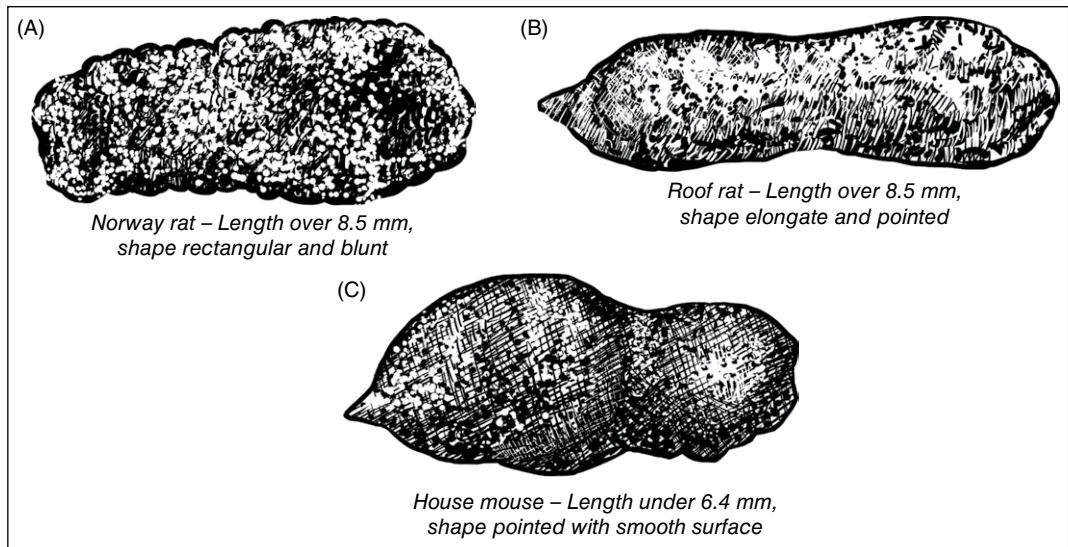 (A)
Norway rat – Length over 8.5 mm,
shape rectangular and blunt
(B)
Roof rat – Length over 8.5 mm,
shape elongate and pointed
(C)
House mouse – Length under 6.4 mm,
shape pointed with smooth surface